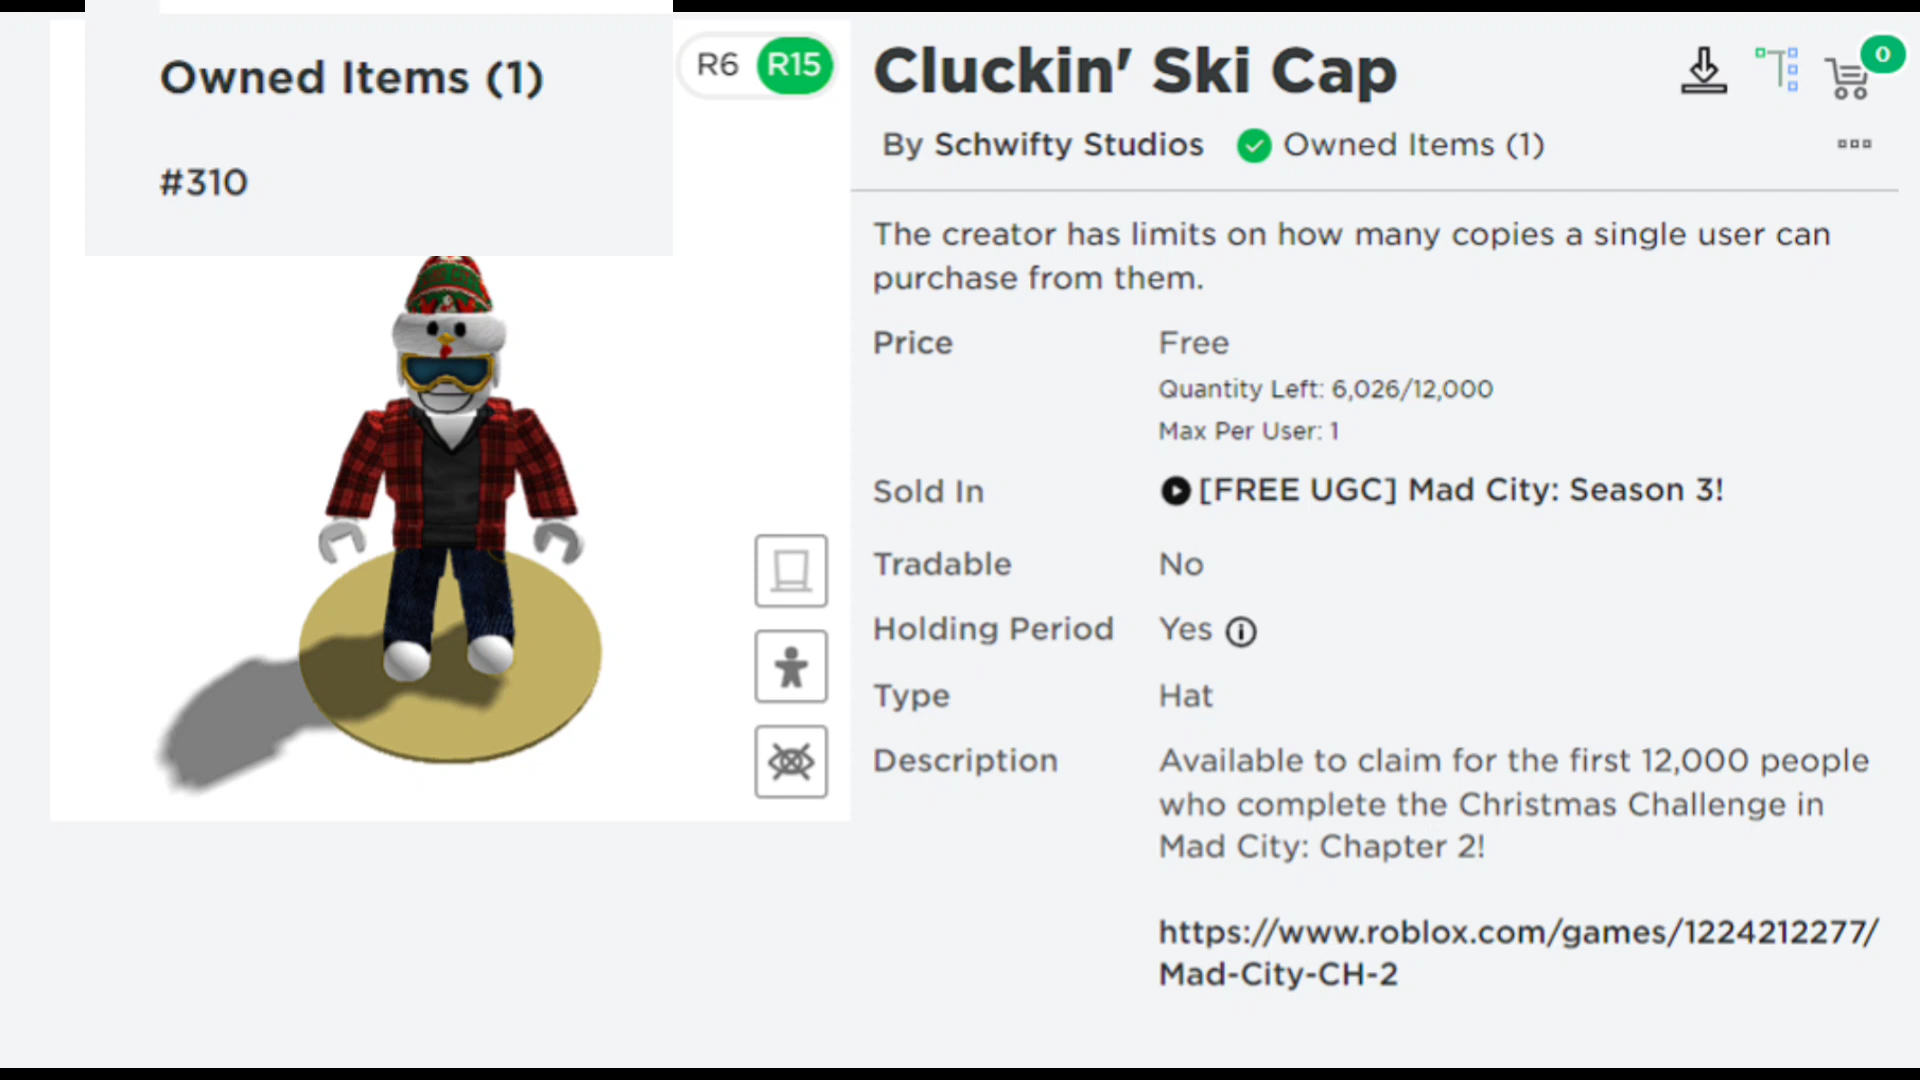 Owned Items (1)
#310
R6 R15
Cluckin' Ski Cap
0
By Schwifty Studios Owned Items (1)
The creator has limits on how many copies a single user can
purchase from them.
Price Free
Quantity Left: 6,026/12,000
Max Per User: 1
Sold In [FREE UGC] Mad City: Season 3!
Tradable No
Holding Period Yes
Type Hat
Description Available to claim for the first 12,000 people
who complete the Christmas Challenge in
Mad City: Chapter 2!
https://www.roblox.com/games/1224212277/
Mad-City-CH-2